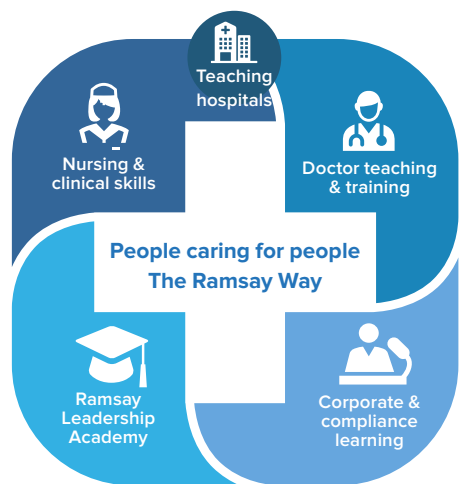 Teaching
hospitals
Nursing &
clinical skills
Doctor teaching
& training
People caring for people
The Ramsay Way
Ramsay
Leadership
Academy
Corporate &
compliance
learning